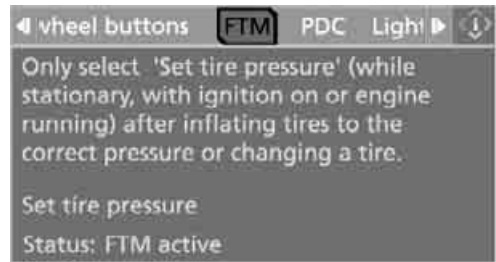 wheel buttons FTM PDC Light
Only select 'Set tire pressure' (while
stationary, with ignition on or engine
running) after inflating tires to the
correct pressure or changing a tire.
Set tire pressure
Status: FTM active